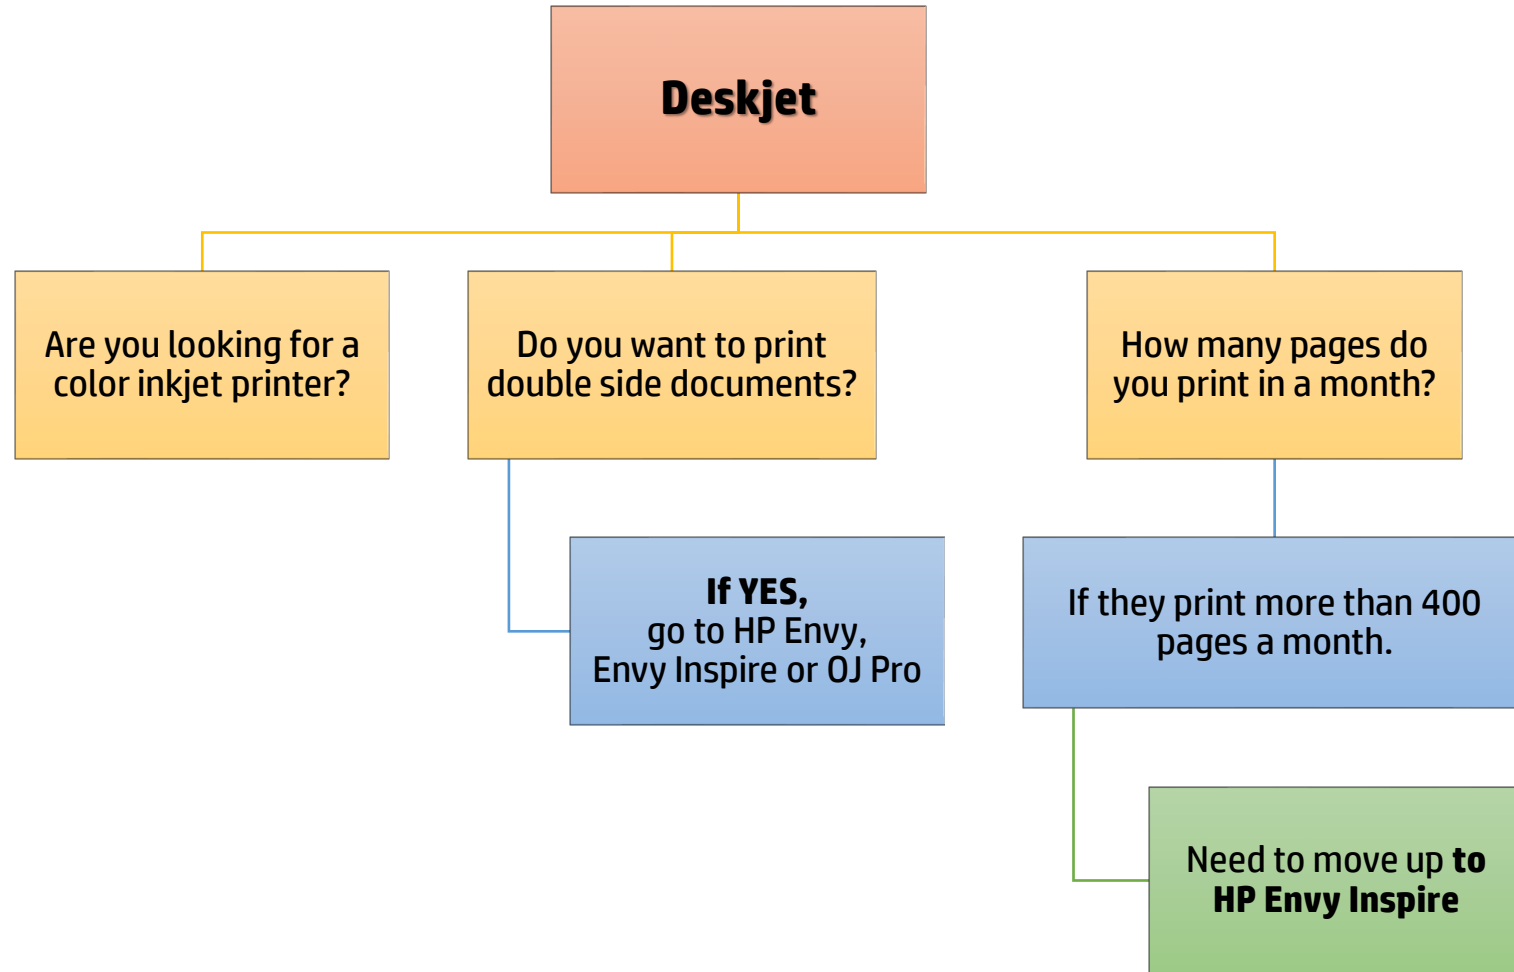 Deskjet
Are you looking for a
color inkjet printer?
Do you want to print
double side documents?
How many pages do
you print in a month?
If YES,
go to HP Envy,
Envy Inspire or OJ Pro
If they print more than 400
pages a month.
Need to move up to
HP Envy Inspire